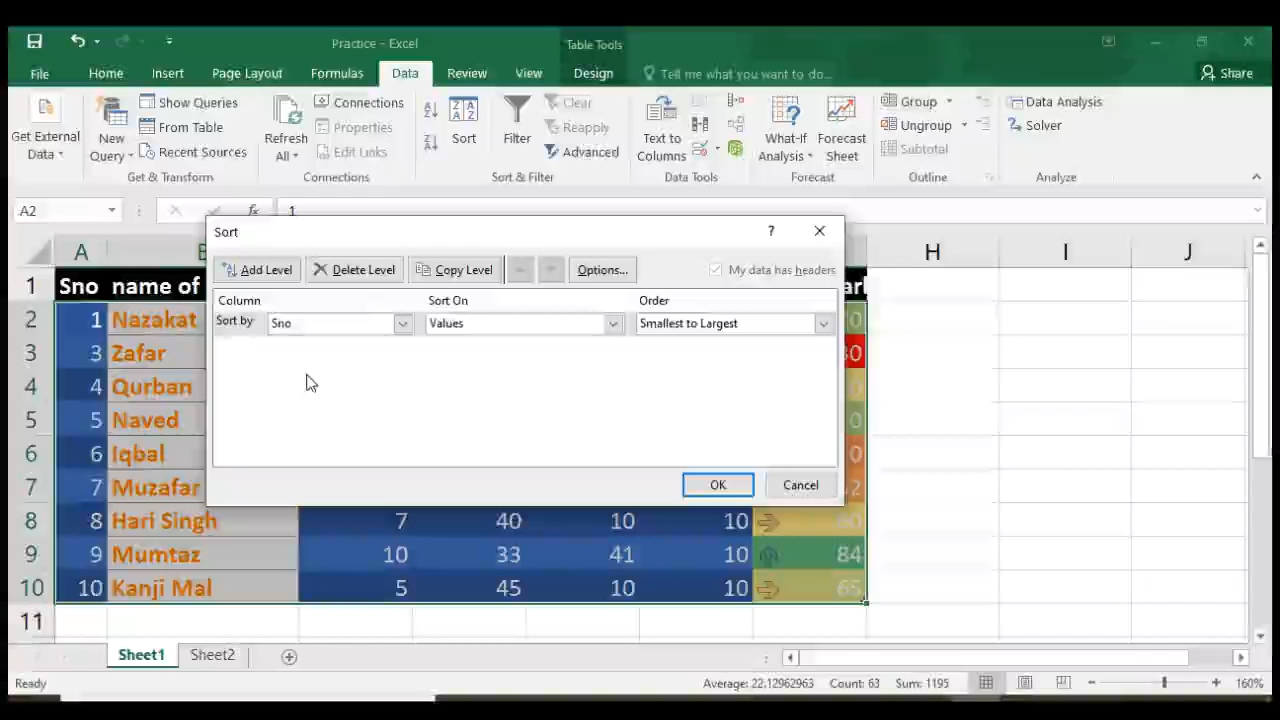 Practice - Excel
Table Tools
File Home Insert Page Layout Formulas Data Review View Design Tell me what you want to do... Share
Get External Data
New Query
Show Queries
From Table
Recent Sources
Get & Transform
Refresh All
Connections
Properties
Edit Links
Connections
Sort
Filter
Clear
Reapply
Advanced
Sort & Filter
Text to Columns
Data Tools
What-If Analysis
Forecast Sheet
Forecast
Group
Ungroup
Subtotal
Outline
Data Analysis
Solver
Analyze
A2 fx 1
Sort ?
Add Level Delete Level Copy Level Options... My data has headers
Column Sort On Order
Sort by Sno Values Smallest to Largest
OK Cancel
A H I J
1 Sno name of
2 1 Nazakat 0
3 3 Zafar 30
4 4 Qurban
5 5 Naved 0
6 6 Iqbal 0
7 7 Muzafar 2
8 8 Hari Singh 7 40 10 10 60
9 9 Mumtaz 10 33 41 10 84
10 10 Kanji Mal 5 45 10 10 65
11
Sheet1 Sheet2
Ready Average: 22.12962963 Count: 63 Sum: 1195 160%